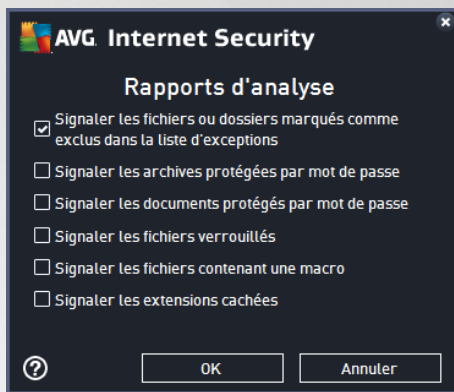 AVG Internet Security
Rapports d'analyse
Signaler les fichiers ou dossiers marqués comme
exclus dans la liste d'exceptions
Signaler les archives protégées par mot de passe
Signaler les documents protégés par mot de passe
Signaler les fichiers verrouillés
Signaler les fichiers contenant une macro
Signaler les extensions cachées
? OK Annuler